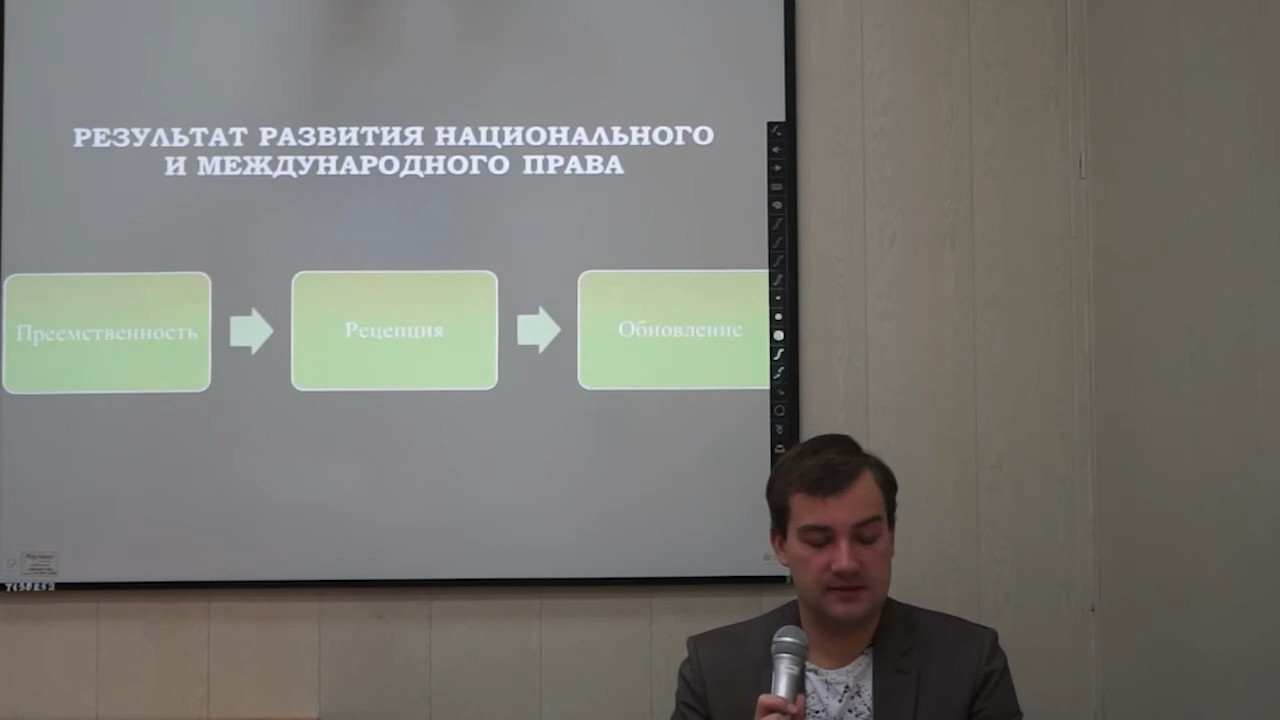 РЕЗУЛЬТАТ РАЗВИТИЯ НАЦИОНАЛЬНОГО
И МЕЖДУНАРОДНОГО ПРАВА
Преемственность
Рецепция
Обновление